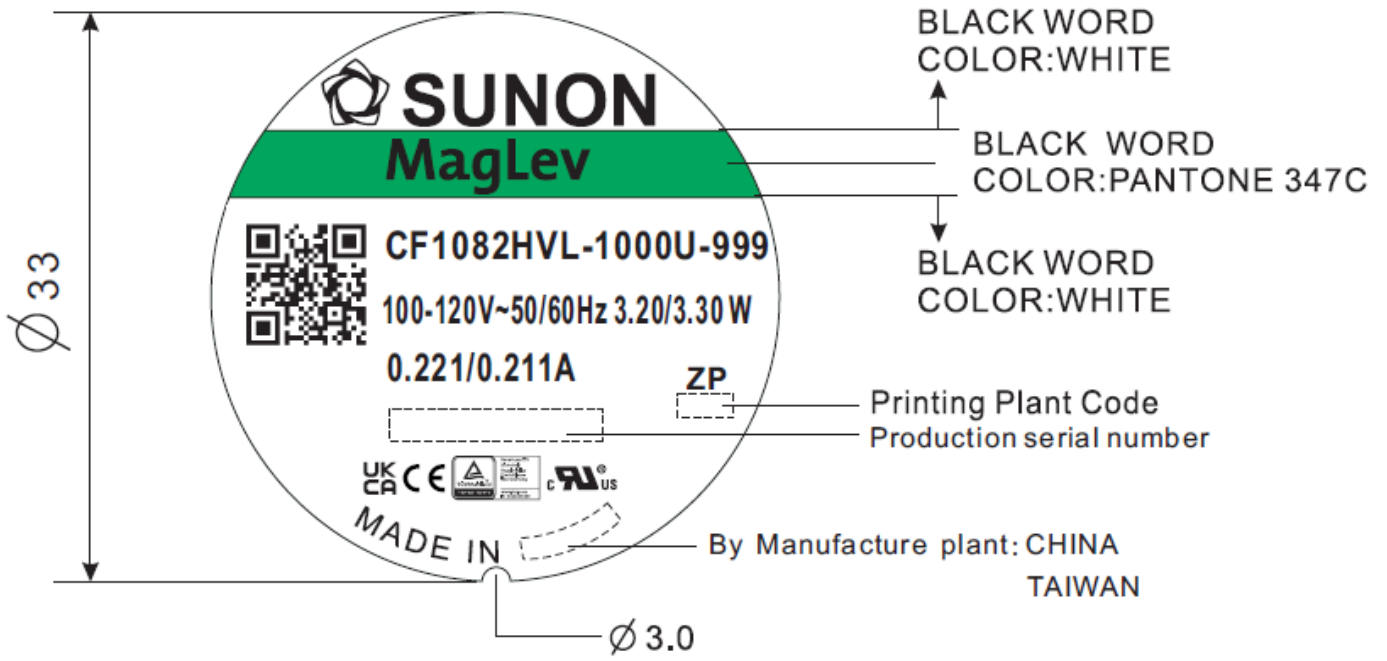 BLACK WORD
COLOR:WHITE
SUNON
MagLev
BLACK WORD
COLOR:PANTONE 347C
CF1082HVL-1000U-999
BLACK WORD
COLOR:WHITE
100-120V~50/60Hz 3.20/3.30 W
0.221/0.211A
ZP
Ø 33
Printing Plant Code
Production serial number
UK
CA CE
c RU ® US
MADE IN
By Manufacture plant: CHINA
TAIWAN
Ø 3.0